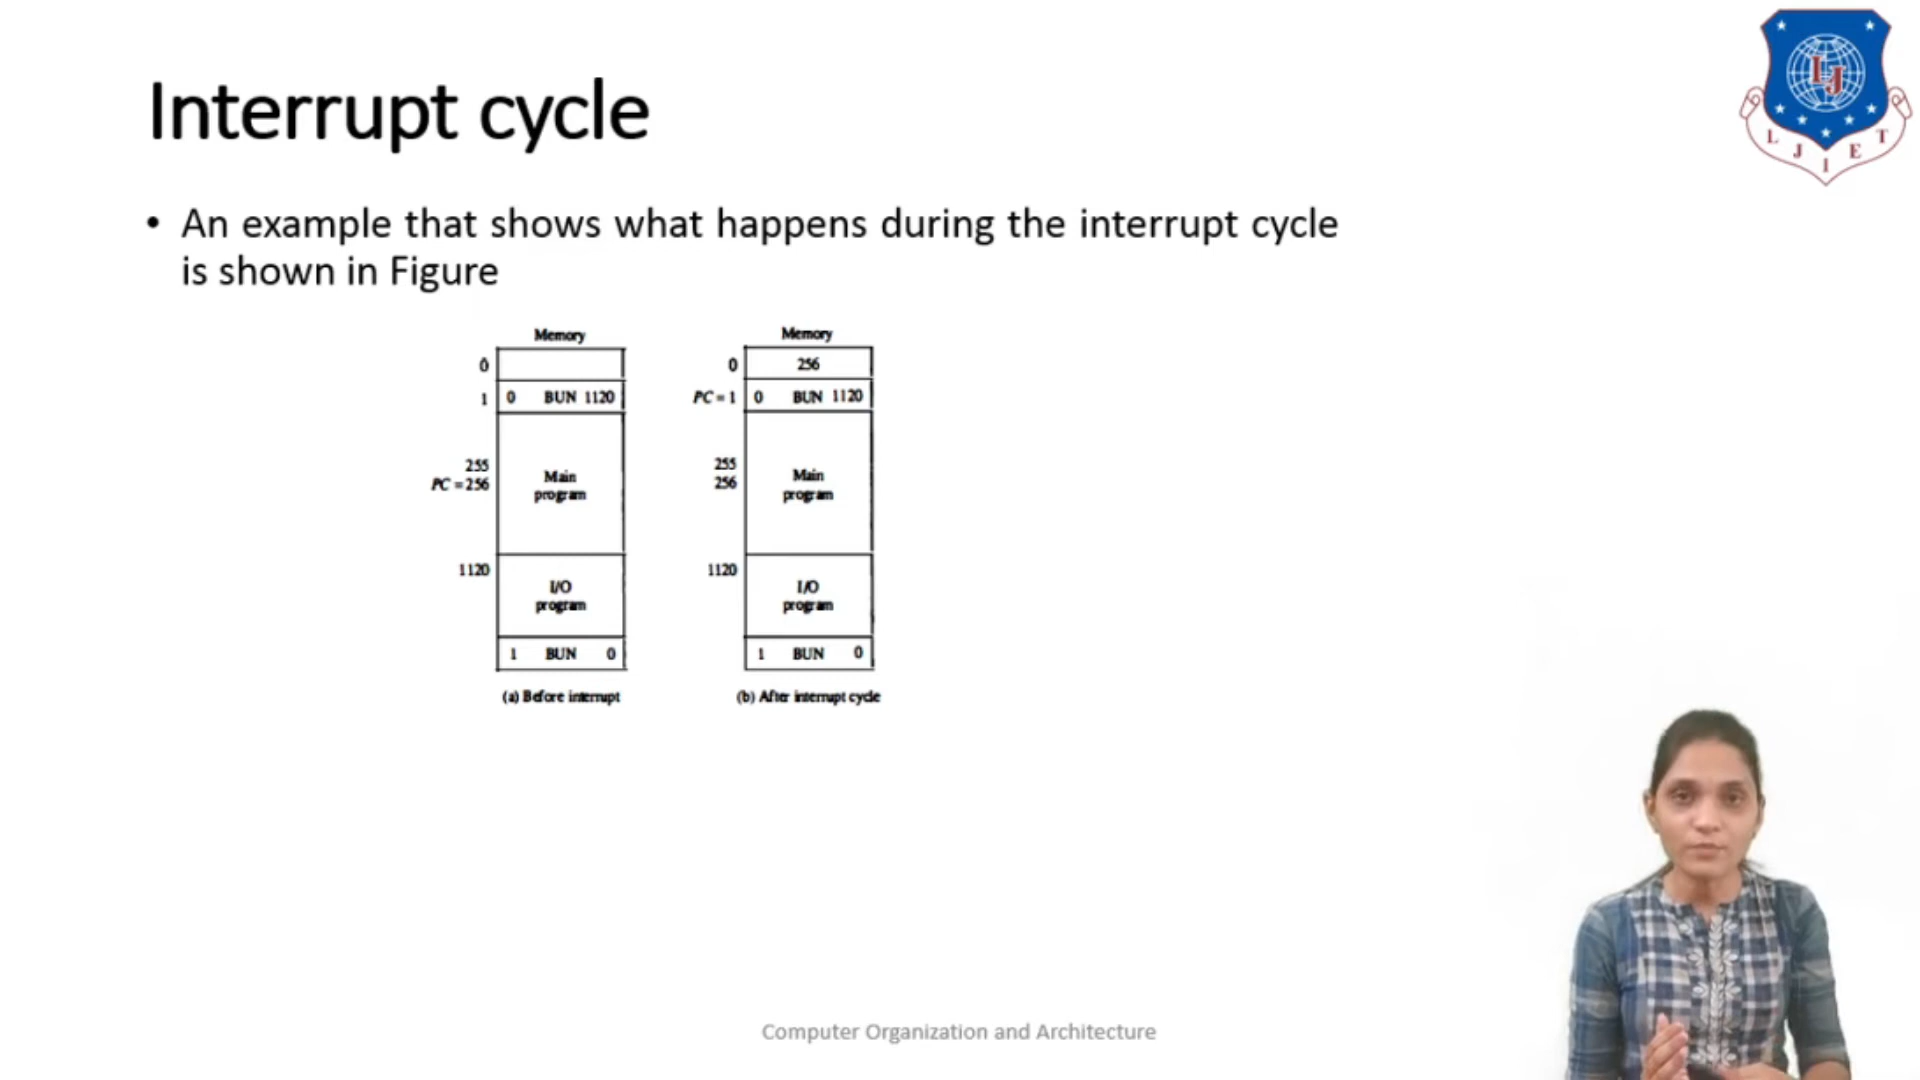 Interrupt cycle
• An example that shows what happens during the interrupt cycle
is shown in Figure
Memory
0
1 0 BUN 1120
255
PC = 256
Main
program
1120
I/O
program
1 BUN 0
(a) Before interrupt
Memory
0 256
PC = 1 0 BUN 1120
255
256
Main
program
1120
I/O
program
1 BUN 0
(b) After interrupt cycle
Computer Organization and Architecture
LJ
L J I E T